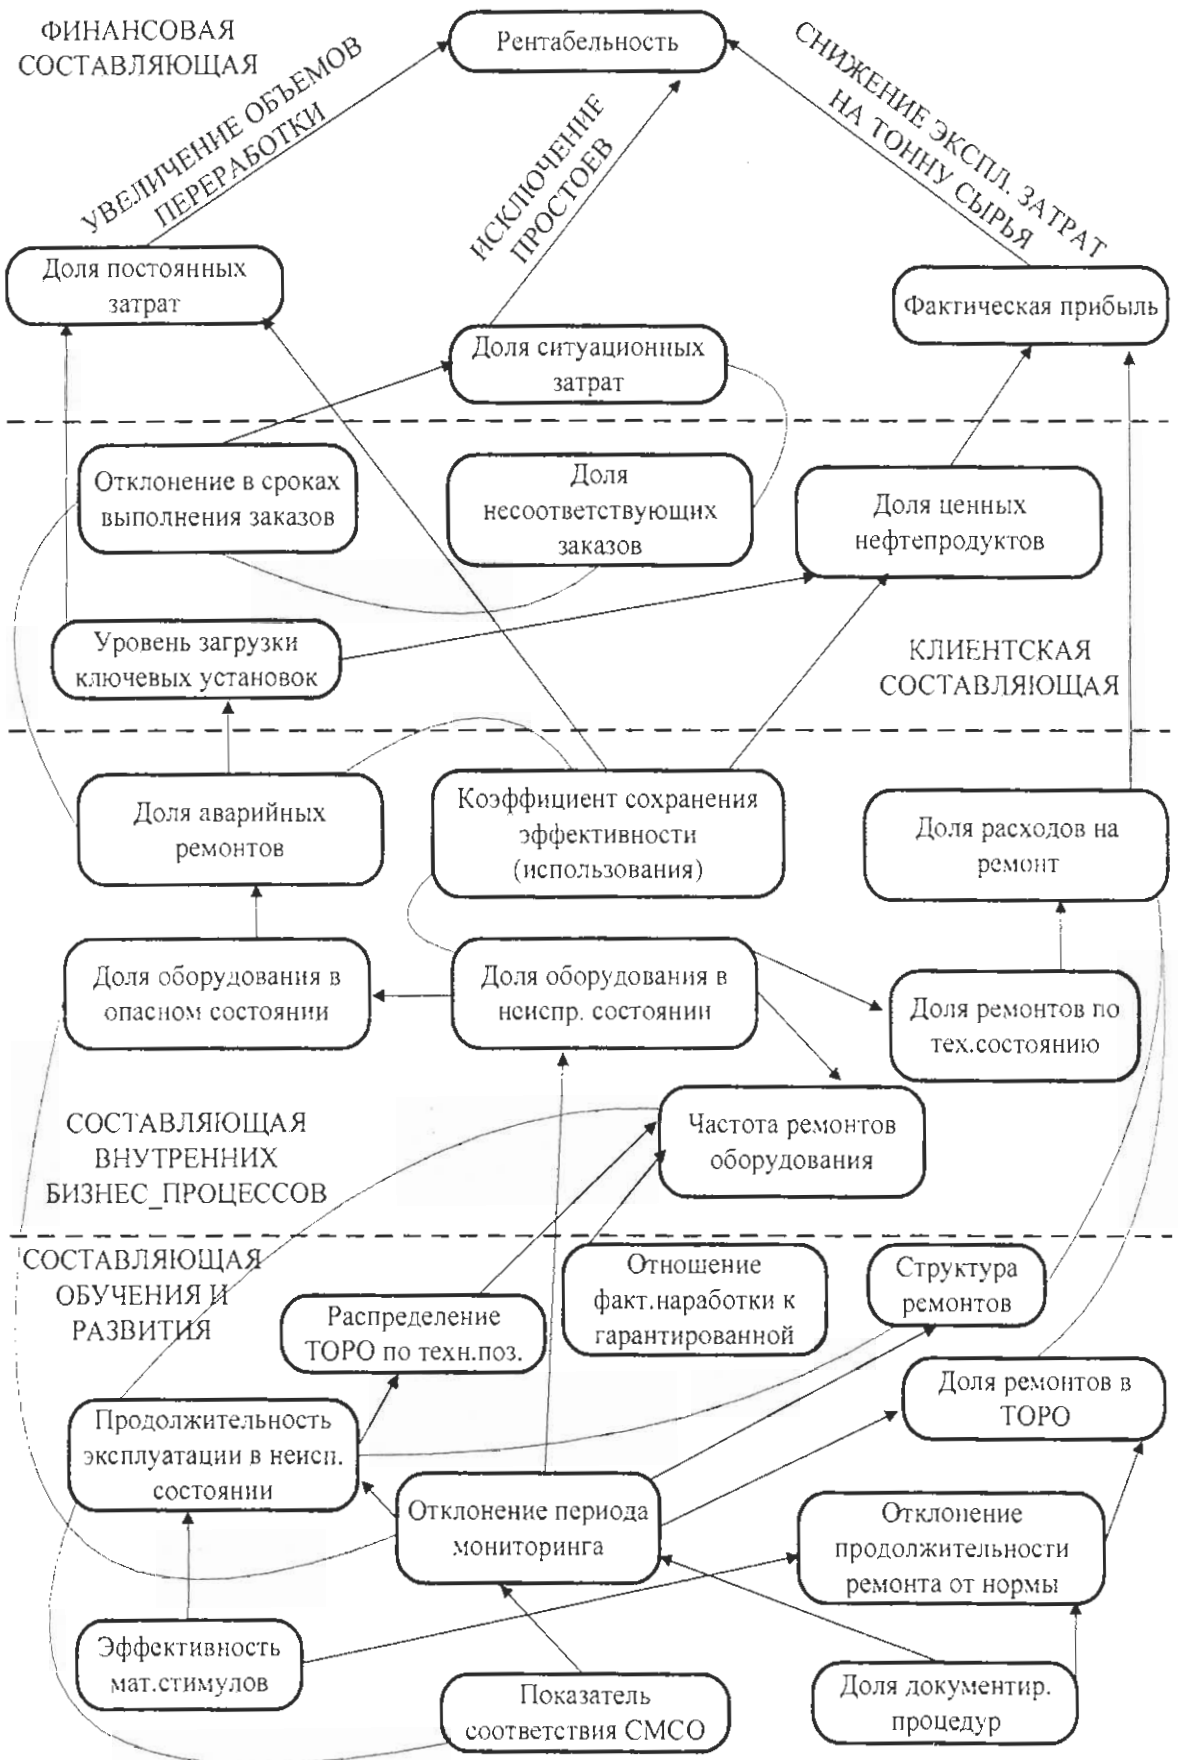 ФИНАНСОВАЯ
СОСТАВЛЯЮЩАЯ
Рентабельность
УВЕЛИЧЕНИЕ ОБЪЕМОВ
ПЕРЕРАБОТКИ
ИСКЛЮЧЕНИЕ
ПРОСТОЕВ
СНИЖЕНИЕ ЭКСПЛ. ЗАТРАТ
НА ТОННУ СЫРЬЯ
Доля постоянных
затрат
Фактическая прибыль
Доля ситуационных
затрат
Отклонение в сроках
выполнения заказов
Доля
несоответствующих
заказов
Доля ценных
нефтепродуктов
Уровень загрузки
ключевых установок
КЛИЕНТСКАЯ
СОСТАВЛЯЮЩАЯ
Доля аварийных
ремонтов
Коэффициент сохранения
эффективности
(использования)
Доля расходов на
ремонт
Доля оборудования в
опасном состоянии
Доля оборудования в
неиспр. состоянии
Доля ремонтов по
тех.состоянию
СОСТАВЛЯЮЩАЯ
ВНУТРЕННИХ
БИЗНЕС_ПРОЦЕССОВ
Частота ремонтов
оборудования
СОСТАВЛЯЮЩАЯ
ОБУЧЕНИЯ И
РАЗВИТИЯ
Распределение
ТОРО по техн.поз.
Отношение
факт.наработки к
гарантированной
Структура
ремонтов
Доля ремонтов в
ТОРО
Продолжительность
эксплуатации в неисп.
состоянии
Отклонение периода
мониторинга
Отклонение
продолжительности
ремонта от нормы
Эффективность
мат.стимулов
Показатель
соответствия СМСО
Доля документир.
процедур